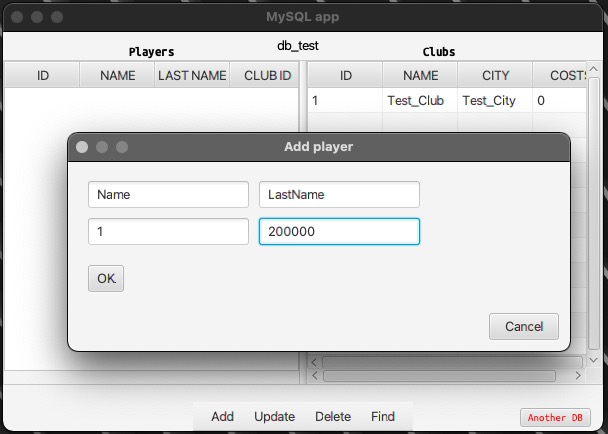 MySQL app
db_test
Players Clubs
ID NAME LAST NAME CLUB ID ID NAME CITY COSTS
1 Test_Club Test_City 0
Add player
Name LastName
1 200000
OK
Cancel
Add Update Delete Find Another DB